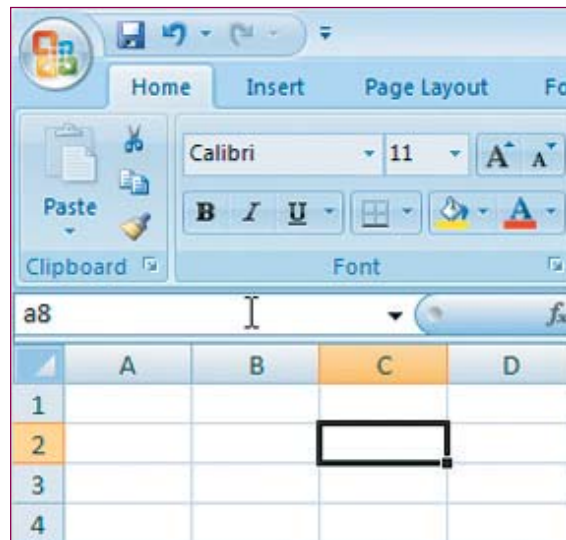 Home Insert Page Layout Fo
Calibri 11 A A
Paste B I U A
Clipboard Font
a8 fx
A B C D
1
2
3
4